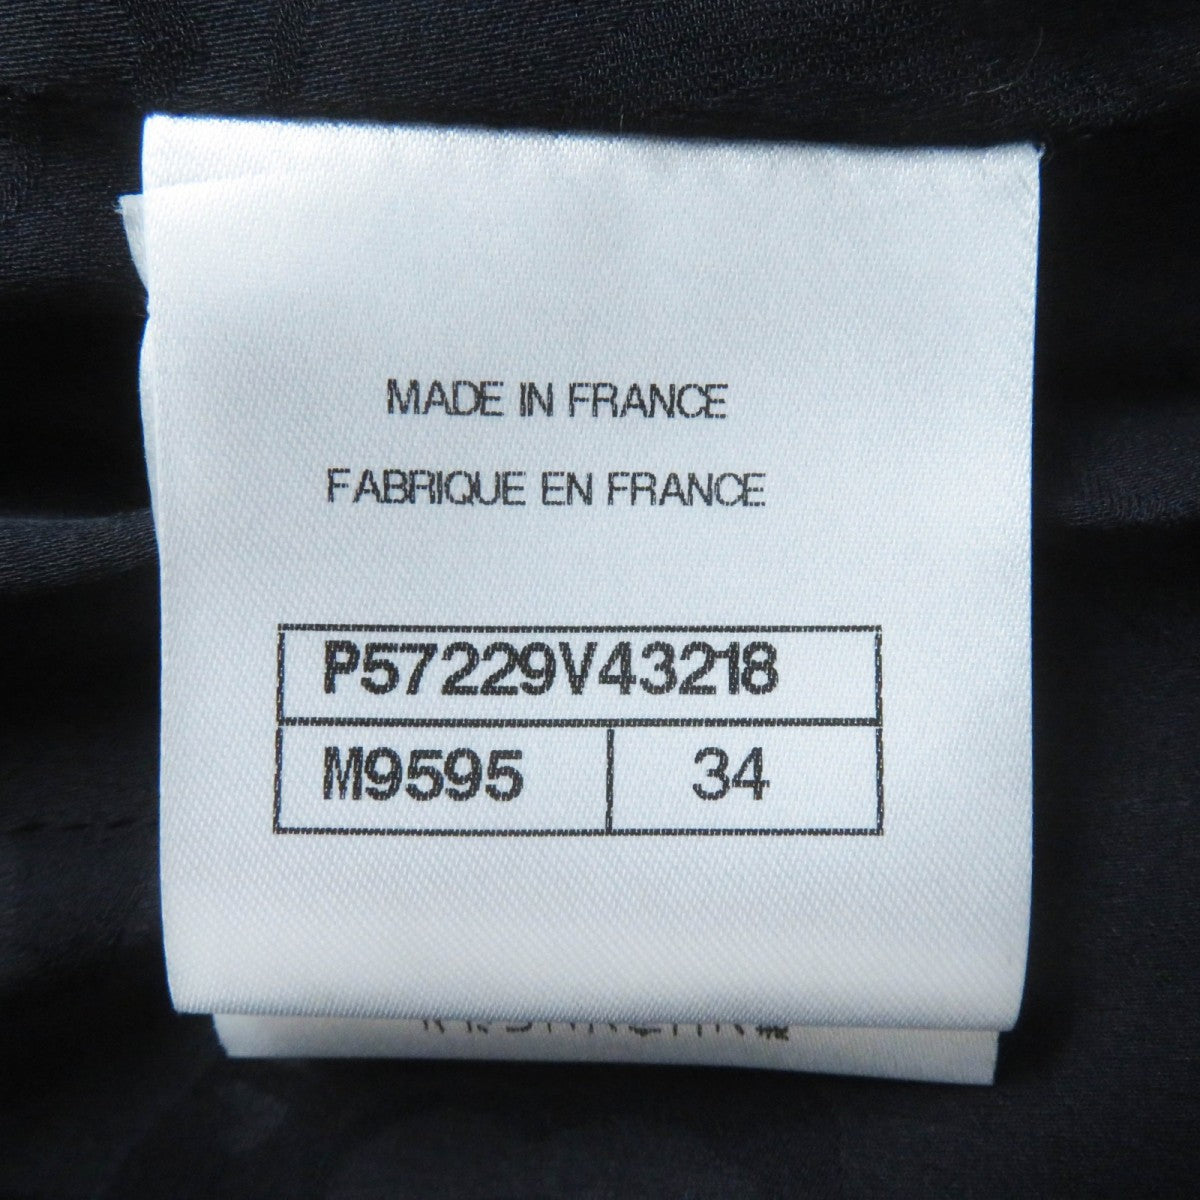 MADE IN FRANCE
FABRIQUE EN FRANCE
P57229V43218
M9595 34